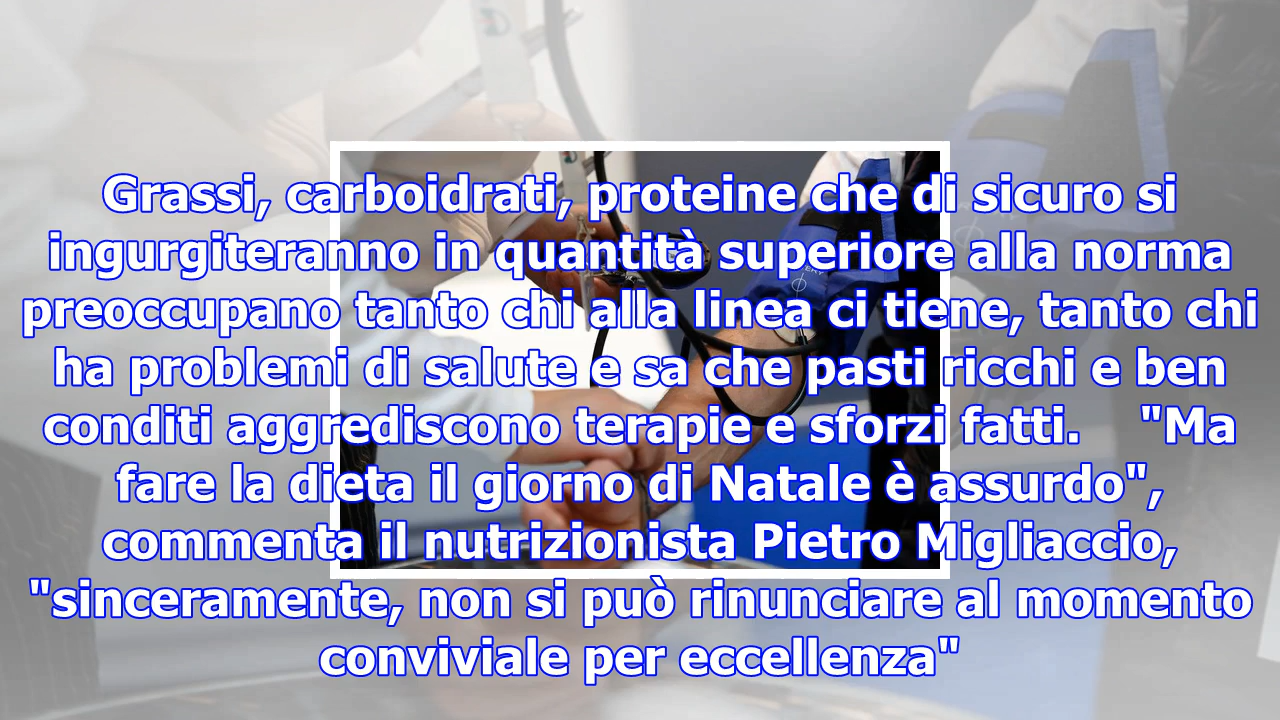 Grassi, carboidrati, proteine che di sicuro si
ingurgiteranno in quantità superiore alla norma
preoccupano tanto chi alla linea ci tiene, tanto chi
ha problemi di salute e sa che pasti ricchi e ben
conditi aggrediscono terapie e sforzi fatti.    "Ma
fare la dieta il giorno di Natale è assurdo",
commenta il nutrizionista Pietro Migliaccio,
"sinceramente, non si può rinunciare al momento
conviviale per eccellenza"